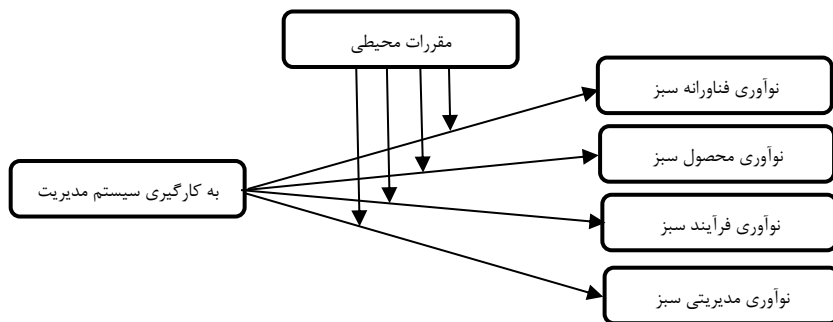 مقررات محیطی
نوآوری فناورانه سبز
نوآوری محصول سبز
به کارگیری سیستم مدیریت
نوآوری فرآیند سبز
نوآوری مدیریتی سبز